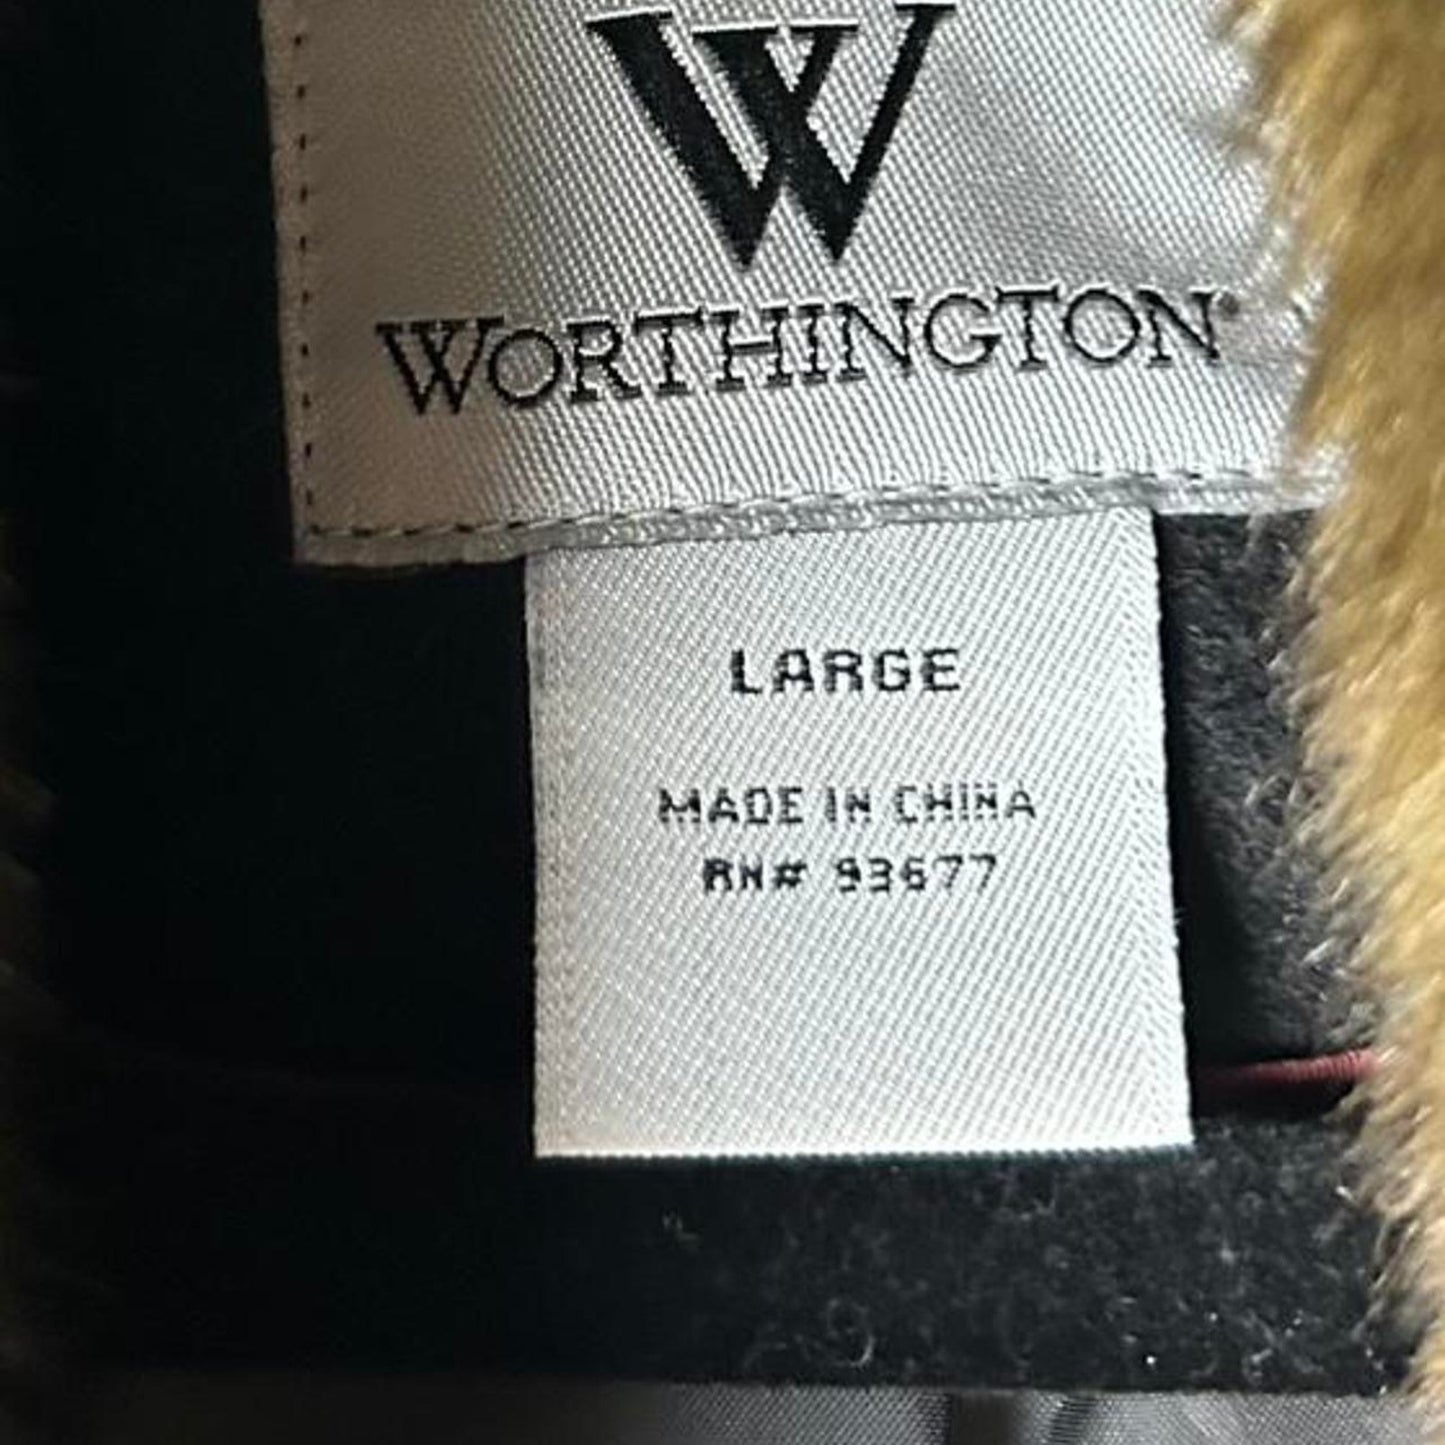 W
WORTHINGTON
LARGE
MADE IN CHINA
RN# 93677